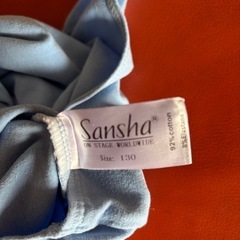 Sansha®
ON STAGE WORLDWIDE
Size: 130
92% cotton